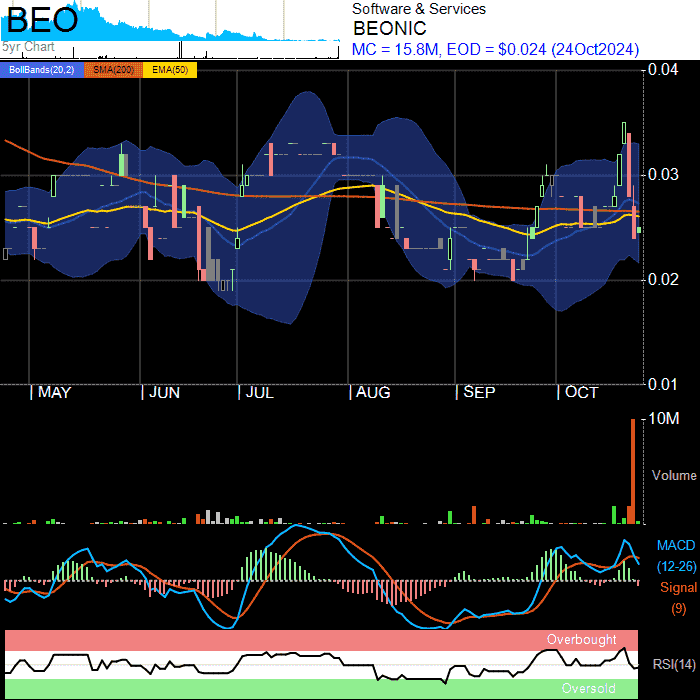 BEO
5yr Chart
Software & Services
BEONIC
MC = 15.8M, EOD = $0.024 (24Oct2024)
BollBands(20,2) SMA(200) EMA(50)
0.04
0.03
0.02
0.01
MAY JUN JUL AUG SEP OCT
10M
Volume
MACD
(12-26)
Signal
(9)
Overbought
RSI(14)
Oversold